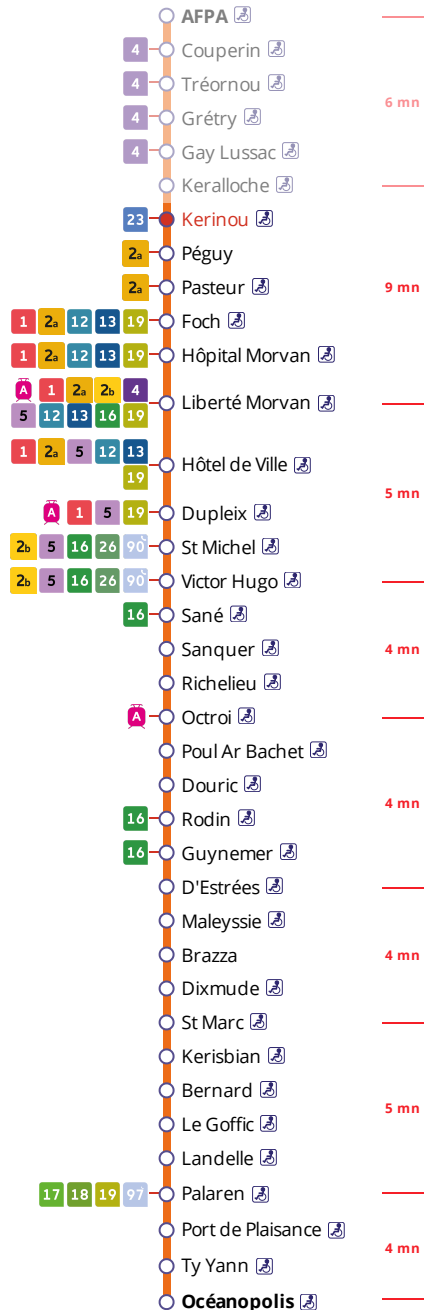 AFPA
4 Couperin
4 Tréornou
4 Grétry
6 mn
4 Gay Lussac
Keralloche
23 Kerinou
2a Péguy
2a Pasteur
9 mn
1 2a 12 13 19 Foch
1 2a 12 13 19 Hôpital Morvan
A 1 2a 2b 4
5 12 13 16 19
Liberté Morvan
1 2a 5 12 13
19
Hôtel de Ville
5 mn
A 1 5 19 Dupleix
2b 5 16 26 90 St Michel
2b 5 16 26 90 Victor Hugo
16 Sané
Sanquer
4 mn
Richelieu
A Octroi
Poul Ar Bachet
Douric
4 mn
16 Rodin
16 Guynemer
D'Estrées
Maleyssie
Brazza
4 mn
Dixmude
St Marc
Kerisbian
Bernard
5 mn
Le Goffic
Landelle
17 18 19 97 Palaren
Port de Plaisance
4 mn
Ty Yann
Océanopolis